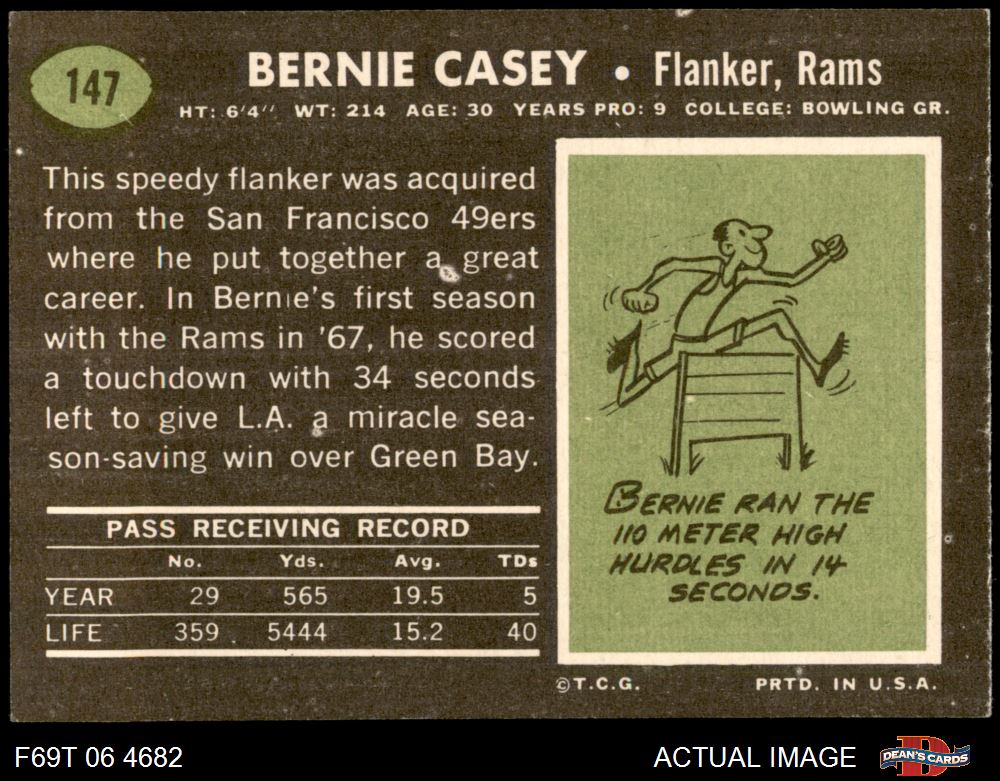 147
BERNIE CASEY • Flanker, Rams
HT: 6'4'' WT: 214 AGE: 30 YEARS PRO: 9 COLLEGE: BOWLING GR.
This speedy flanker was acquired
from the San Francisco 49ers
where he put together a great
career. In Bernie's first season
with the Rams in '67, he scored
a touchdown with 34 seconds
left to give L.A. a miracle sea-
son-saving win over Green Bay.
PASS RECEIVING RECORD
No. Yds. Avg. TDs
YEAR 29 565 19.5 5
LIFE 359 5444 15.2 40
BERNIE RAN THE
110 METER HIGH
HURDLES IN 14
SECONDS.
©T.C.G. PRTD. IN U.S.A.
F69T 06 4682 ACTUAL IMAGE
DEAN'S CARDS